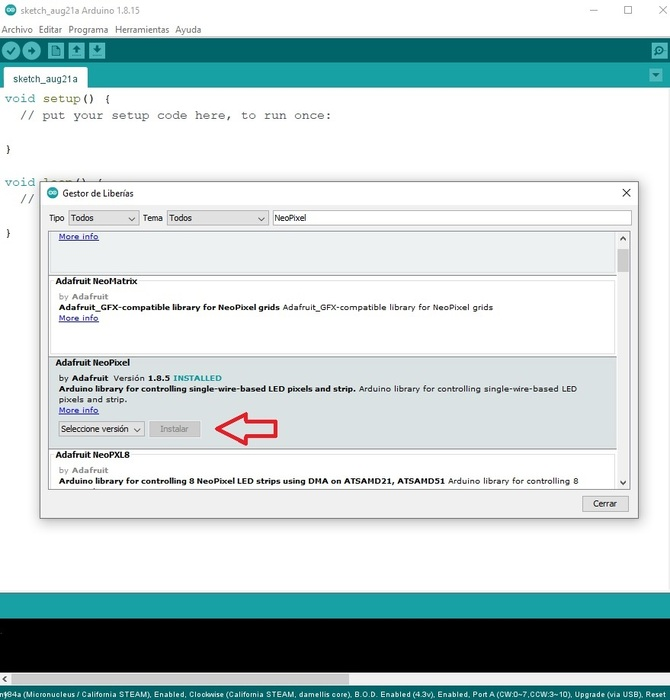 sketch_aug21a Arduino 1.8.15
Archivo Editar Programa Herramientas Ayuda
sketch_aug21a
void setup() {
// put your setup code here, to run once:
}
void
//
}
Gestor de Liberías
Tipo Todos Tema Todos NeoPixel
More info
Adafruit NeoMatrix
by Adafruit
Adafruit_GFX-compatible library for NeoPixel grids Adafruit_GFX-compatible library for NeoPixel grids
More info
Adafruit NeoPixel
by Adafruit Versión 1.8.5 INSTALLED
Arduino library for controlling single-wire-based LED pixels and strip. Arduino library for controlling single-wire-based LED
pixels and strip.
More info
Seleccione versión Instalar
Adafruit NeoPXL8
by Adafruit
Arduino library for controlling 8 NeoPixel LED strips using DMA on ATSAMD21, ATSAMD51 Arduino library for controlling 8
Cerrar
(Micronucleus / California STEAM), Enabled, Clockwise (California STEAM, damellis core), B.O.D. Enabled (4.3v), Enabled, Port A (CW:0~7,CCW:3~10), Upgrade (via USB), Reset